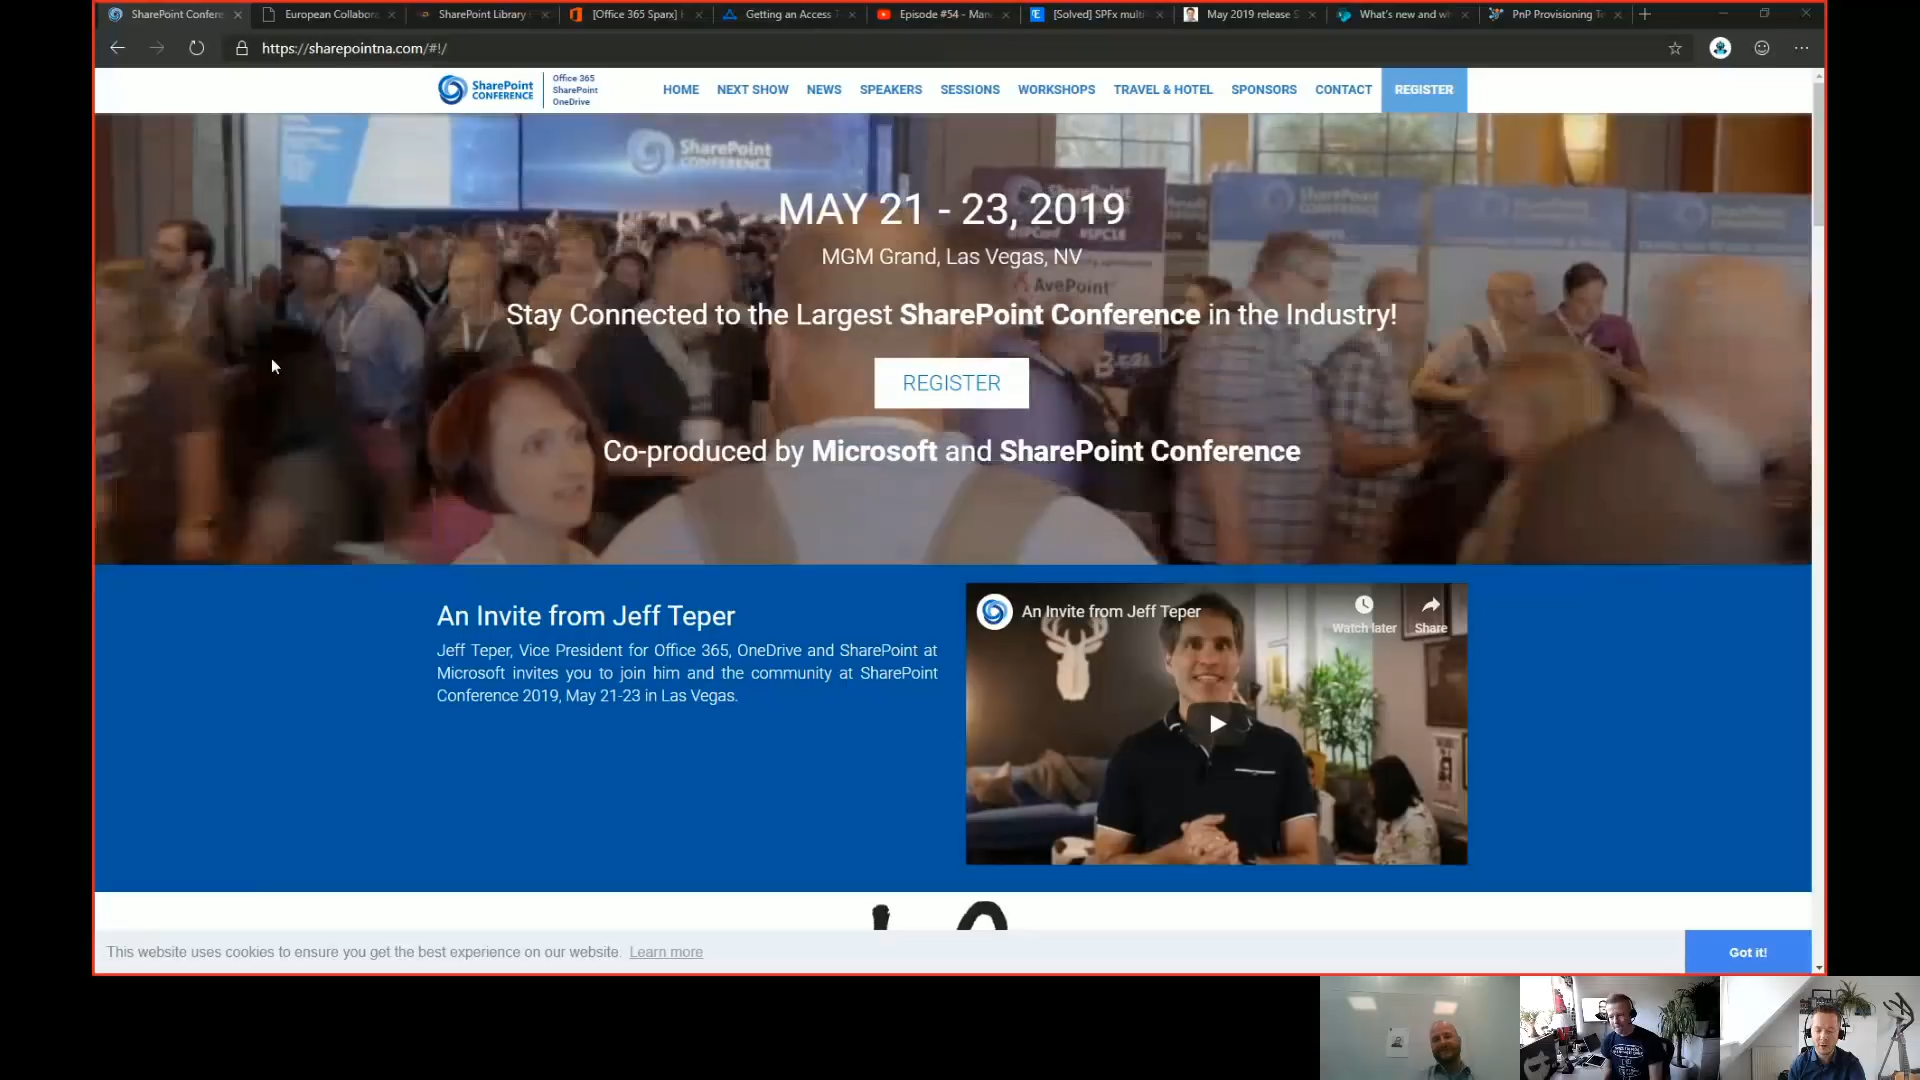 SharePoint Confere
European Collabora
SharePoint Library
[Office 365 Sparx]
Getting an Access T
Episode #54 - Man
[Solved] SPFx multi
May 2019 release S
What's new and w
PnP Provisioning Te
https://sharepointna.com/#!/
SharePoint
CONFERENCE
Office 365
SharePoint
OneDrive
HOME
NEXT SHOW
NEWS
SPEAKERS
SESSIONS
WORKSHOPS
TRAVEL & HOTEL
SPONSORS
CONTACT
REGISTER
SharePoint
CONFERENCE
MAY 21 - 23, 2019
MGM Grand, Las Vegas, NV
AvePoint
Stay Connected to the Largest SharePoint Conference in the Industry!
REGISTER
Co-produced by Microsoft and SharePoint Conference
An Invite from Jeff Teper
Jeff Teper, Vice President for Office 365, OneDrive and SharePoint at
Microsoft invites you to join him and the community at SharePoint
Conference 2019, May 21-23 in Las Vegas.
An Invite from Jeff Teper
Watch later
Share
This website uses cookies to ensure you get the best experience on our website. Learn more
Got it!